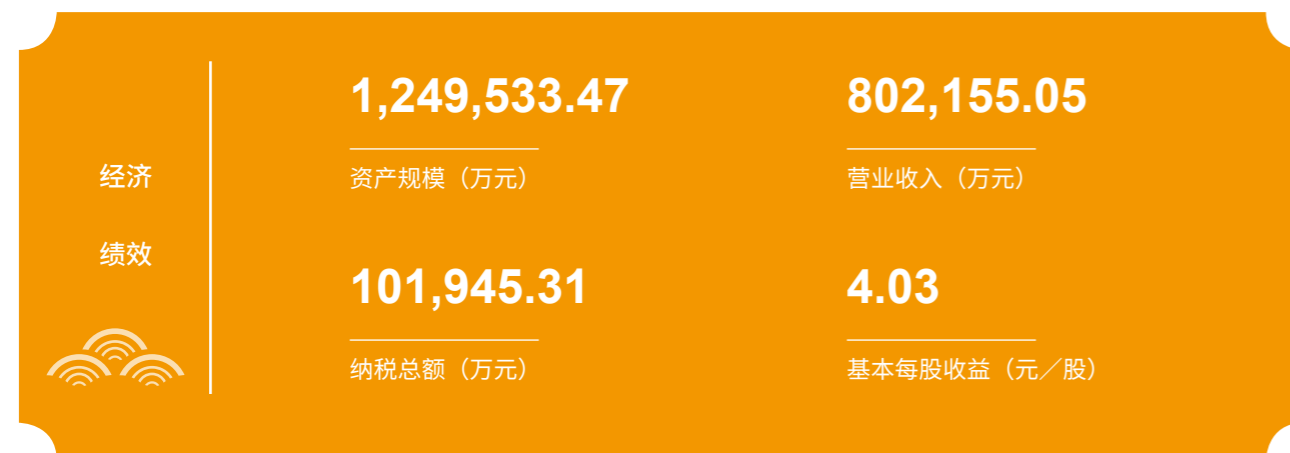 经济
绩效
1,249,533.47
资产规模（万元）
802,155.05
营业收入（万元）
101,945.31
纳税总额（万元）
4.03
基本每股收益（元／股）